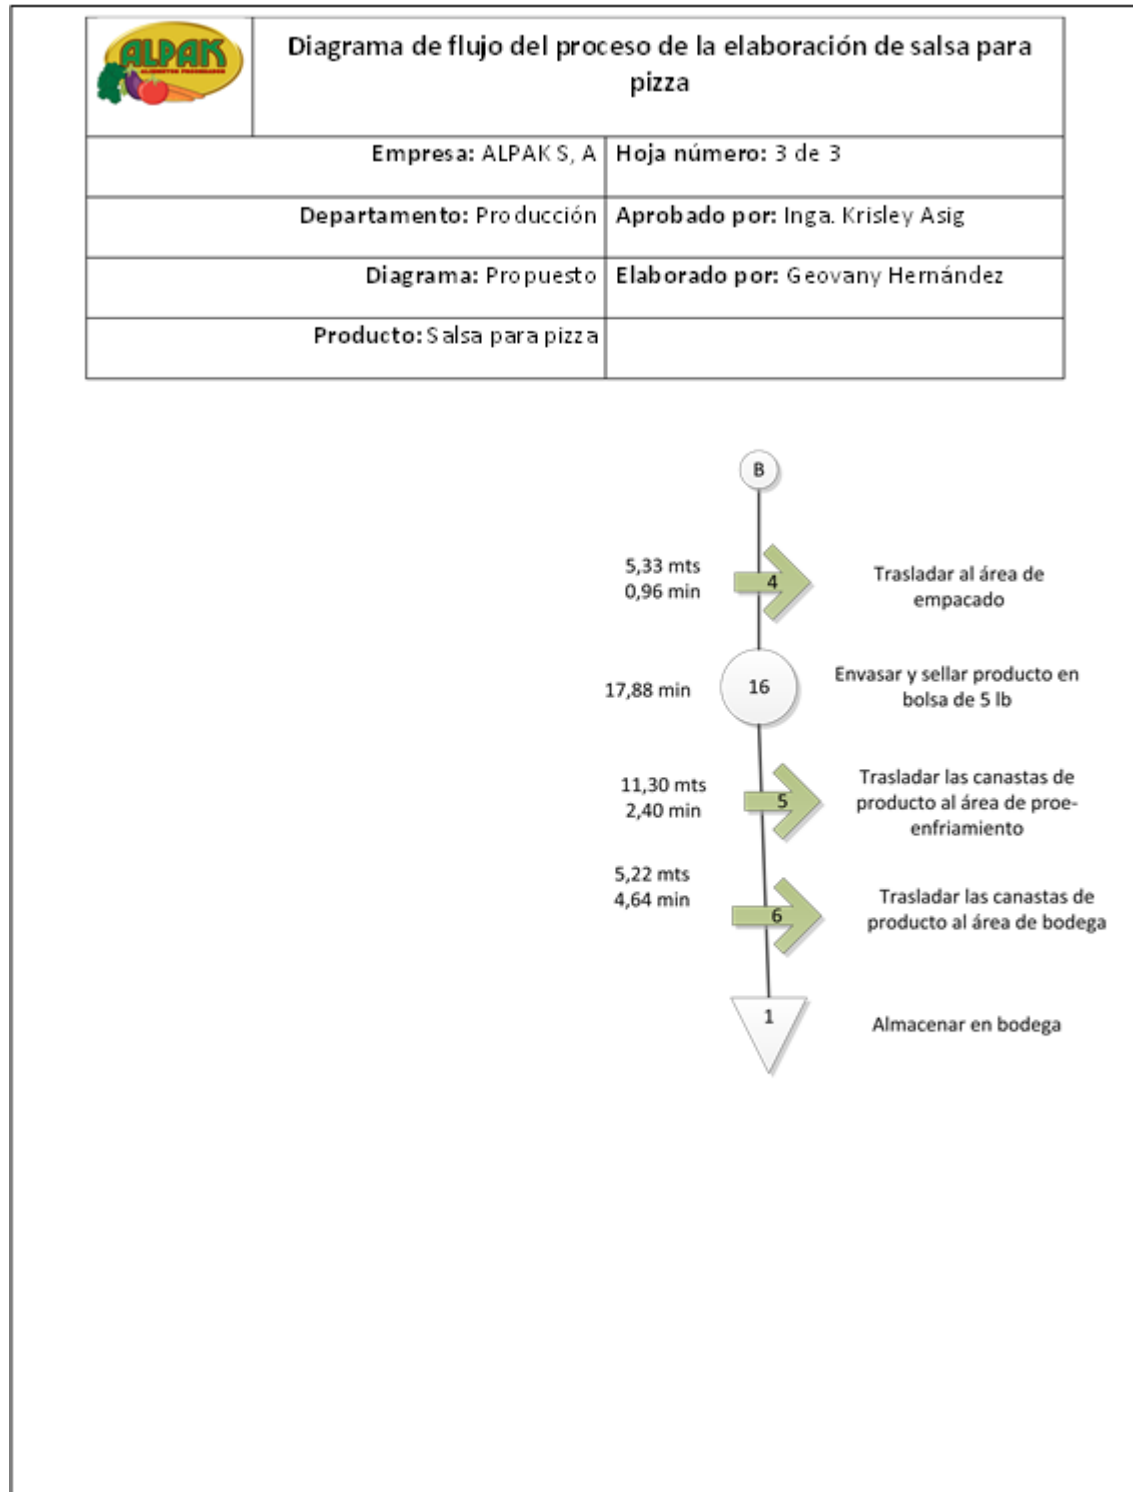 ALPAK
ALIMENTOS PROCESADOS
Diagrama de flujo del proceso de la elaboración de salsa para
pizza
Empresa: ALPAK S, A
Hoja número: 3 de 3
Departamento: Producción
Aprobado por: Inga. Krisley Asig
Diagrama: Propuesto
Elaborado por: Geovany Hernández
Producto: Salsa para pizza
B
5,33 mts
0,96 min
4
Trasladar al área de
empacado
17,88 min
16
Envasar y sellar producto en
bolsa de 5 lb
11,30 mts
2,40 min
5
Trasladar las canastas de
producto al área de proe-
enfriamiento
5,22 mts
4,64 min
6
Trasladar las canastas de
producto al área de bodega
1
Almacenar en bodega